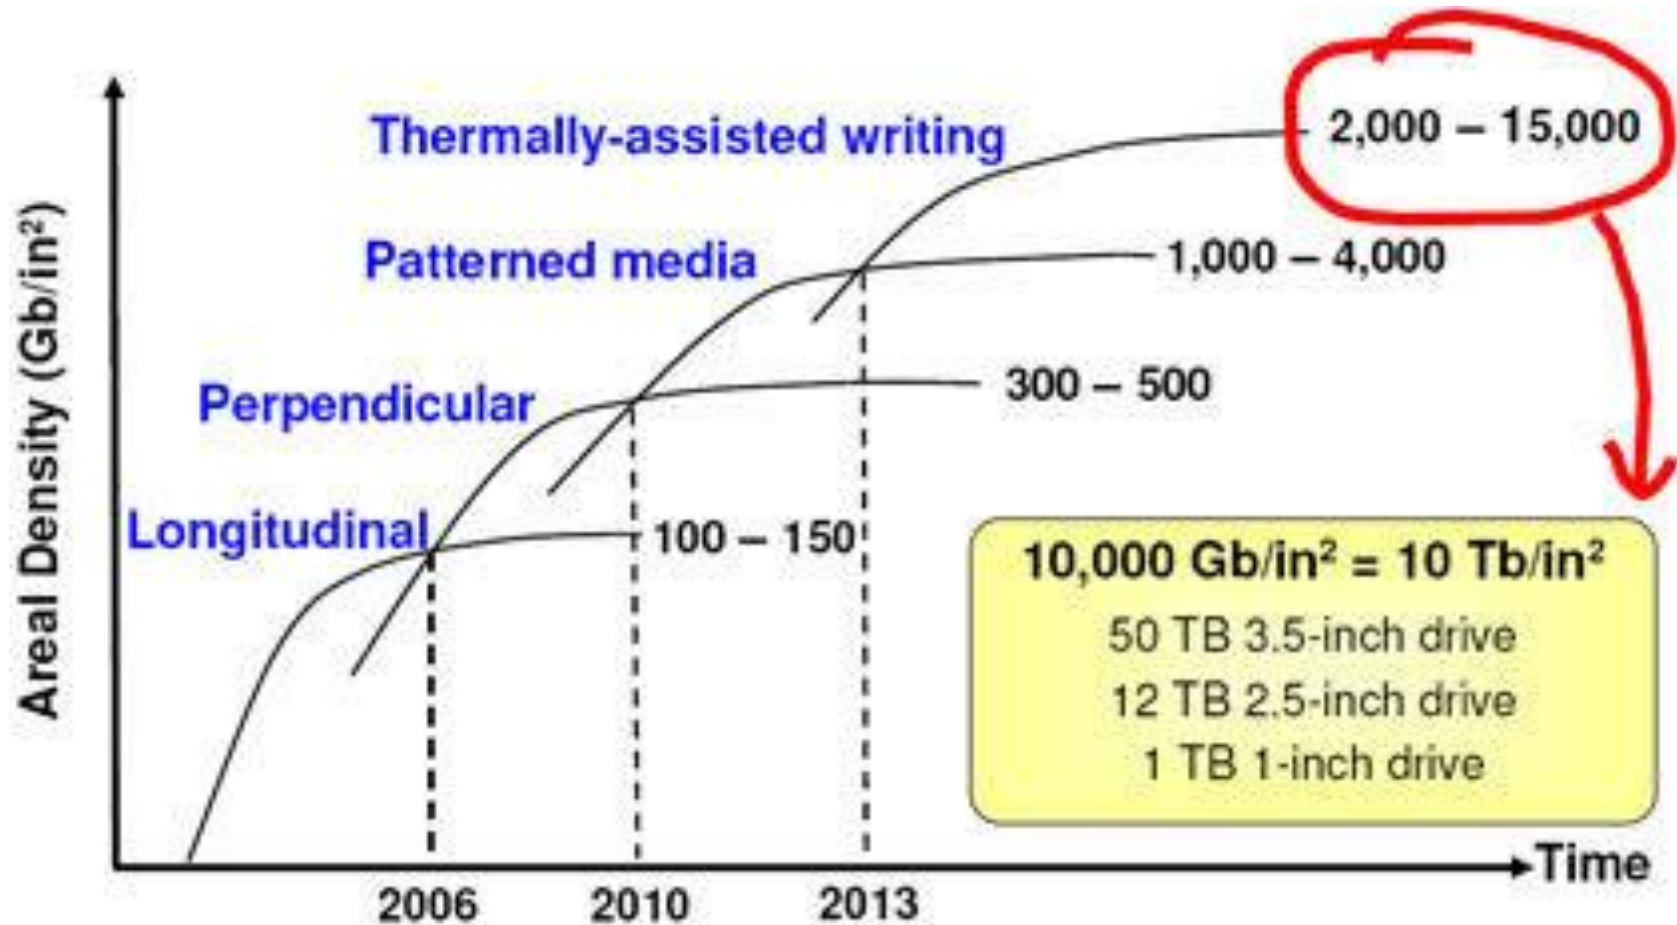 Thermally-assisted writing
2,000 – 15,000
Patterned media
1,000 – 4,000
Perpendicular
300 – 500
Longitudinal
100 – 150
Areal Density (Gb/in²)
10,000 Gb/in² = 10 Tb/in²
50 TB 3.5-inch drive
12 TB 2.5-inch drive
1 TB 1-inch drive
Time
2006
2010
2013